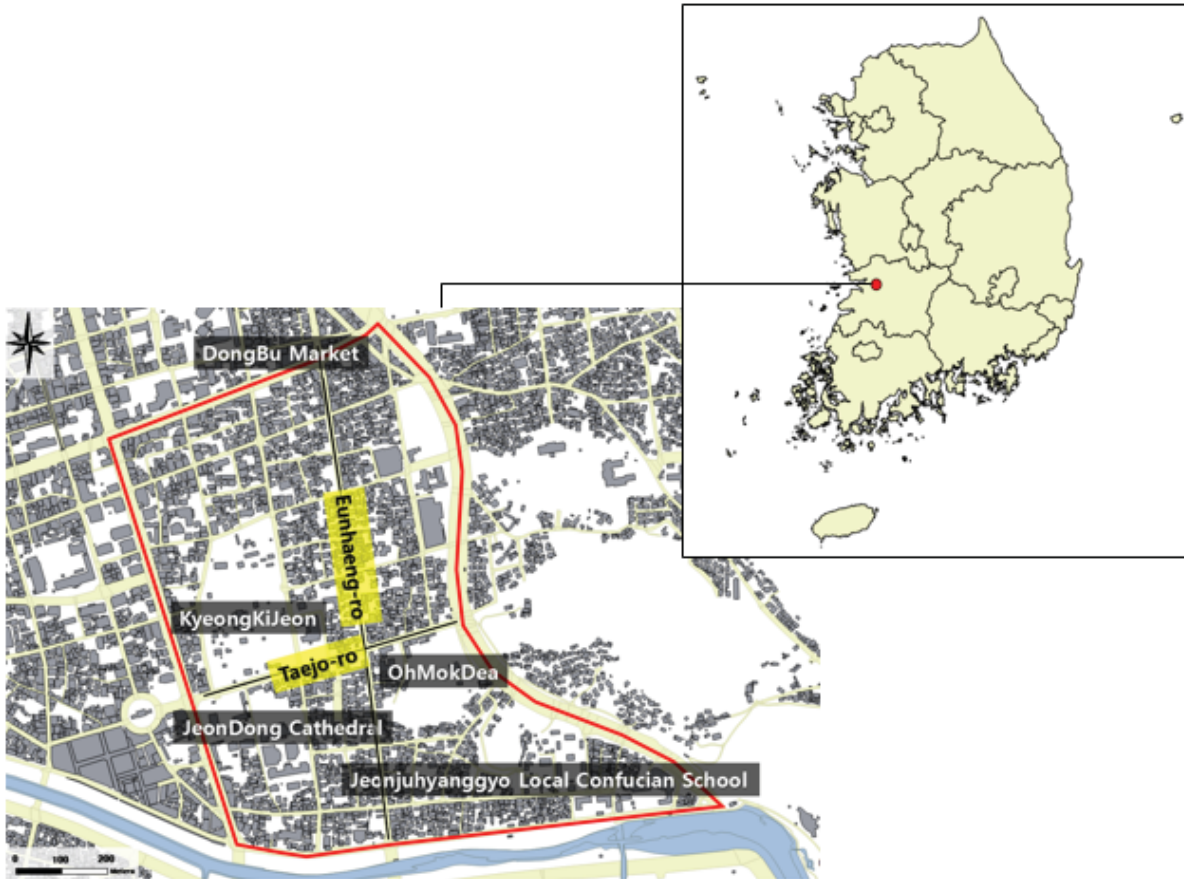 DongBu Market
Eunhaeng-ro
KyeongKiJeon
Taejo-ro
OhMokDea
JeonDong Cathedral
Jeonjuhyanggyo Local Confucian School
0 100 200
Meters